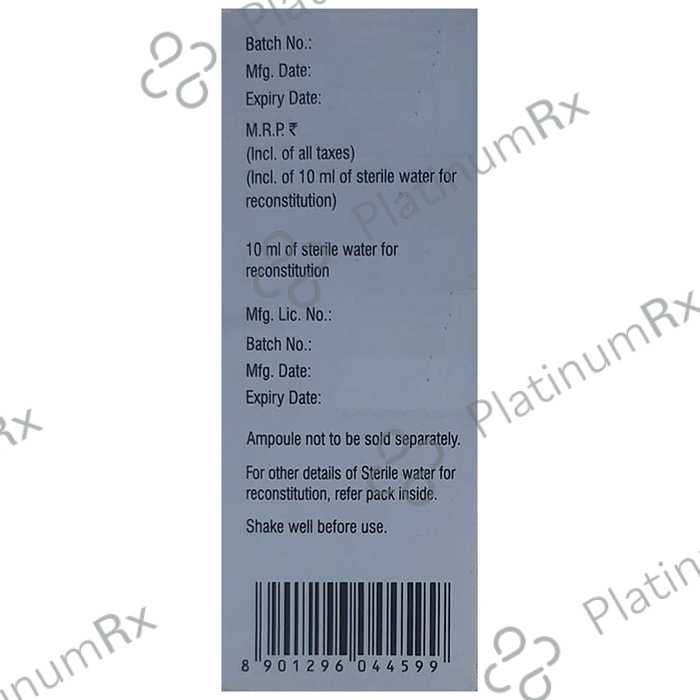 Batch No.:
Mfg. Date:
Expiry Date:
M.R.P. ₹
(Incl. of all taxes)
(Incl. of 10 ml of sterile water for
reconstitution)
10 ml of sterile water for
reconstitution
Mfg. Lic. No.:
Batch No.:
Mfg. Date:
Expiry Date:
Ampoule not to be sold separately.
For other details of Sterile water for
reconstitution, refer pack inside.
Shake well before use.
8 901296 044599
PlatinumRx
PlatinumRx
Rx
PlatinumRx
PlatinumRx